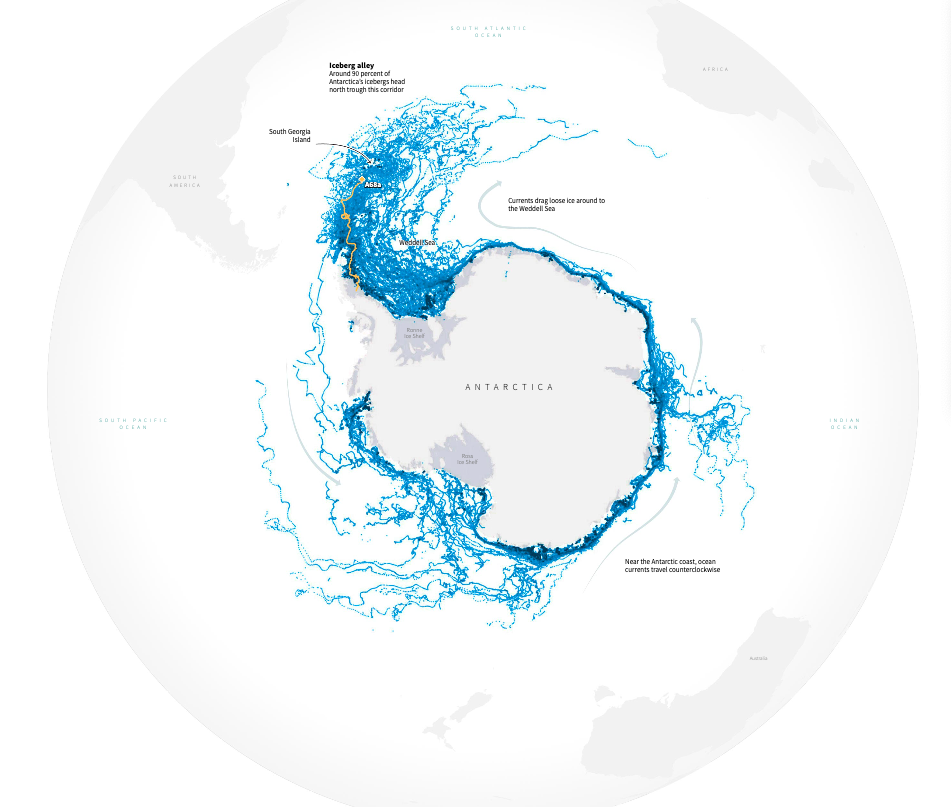 SOUTH ATLANTIC
OCEAN
Iceberg alley
Around 90 percent of
Antarctica's icebergs head
north trough this corridor
AFRICA
South Georgia
Island
SOUTH
AMERICA
A68a
Currents drag loose ice around to
the Weddell Sea
Weddell Sea
Ronne
Ice Shelf
ANTARCTICA
SOUTH PACIFIC
OCEAN
INDIAN
OCEAN
Ross
Ice Shelf
Near the Antarctic coast, ocean
currents travel counterclockwise
Australia